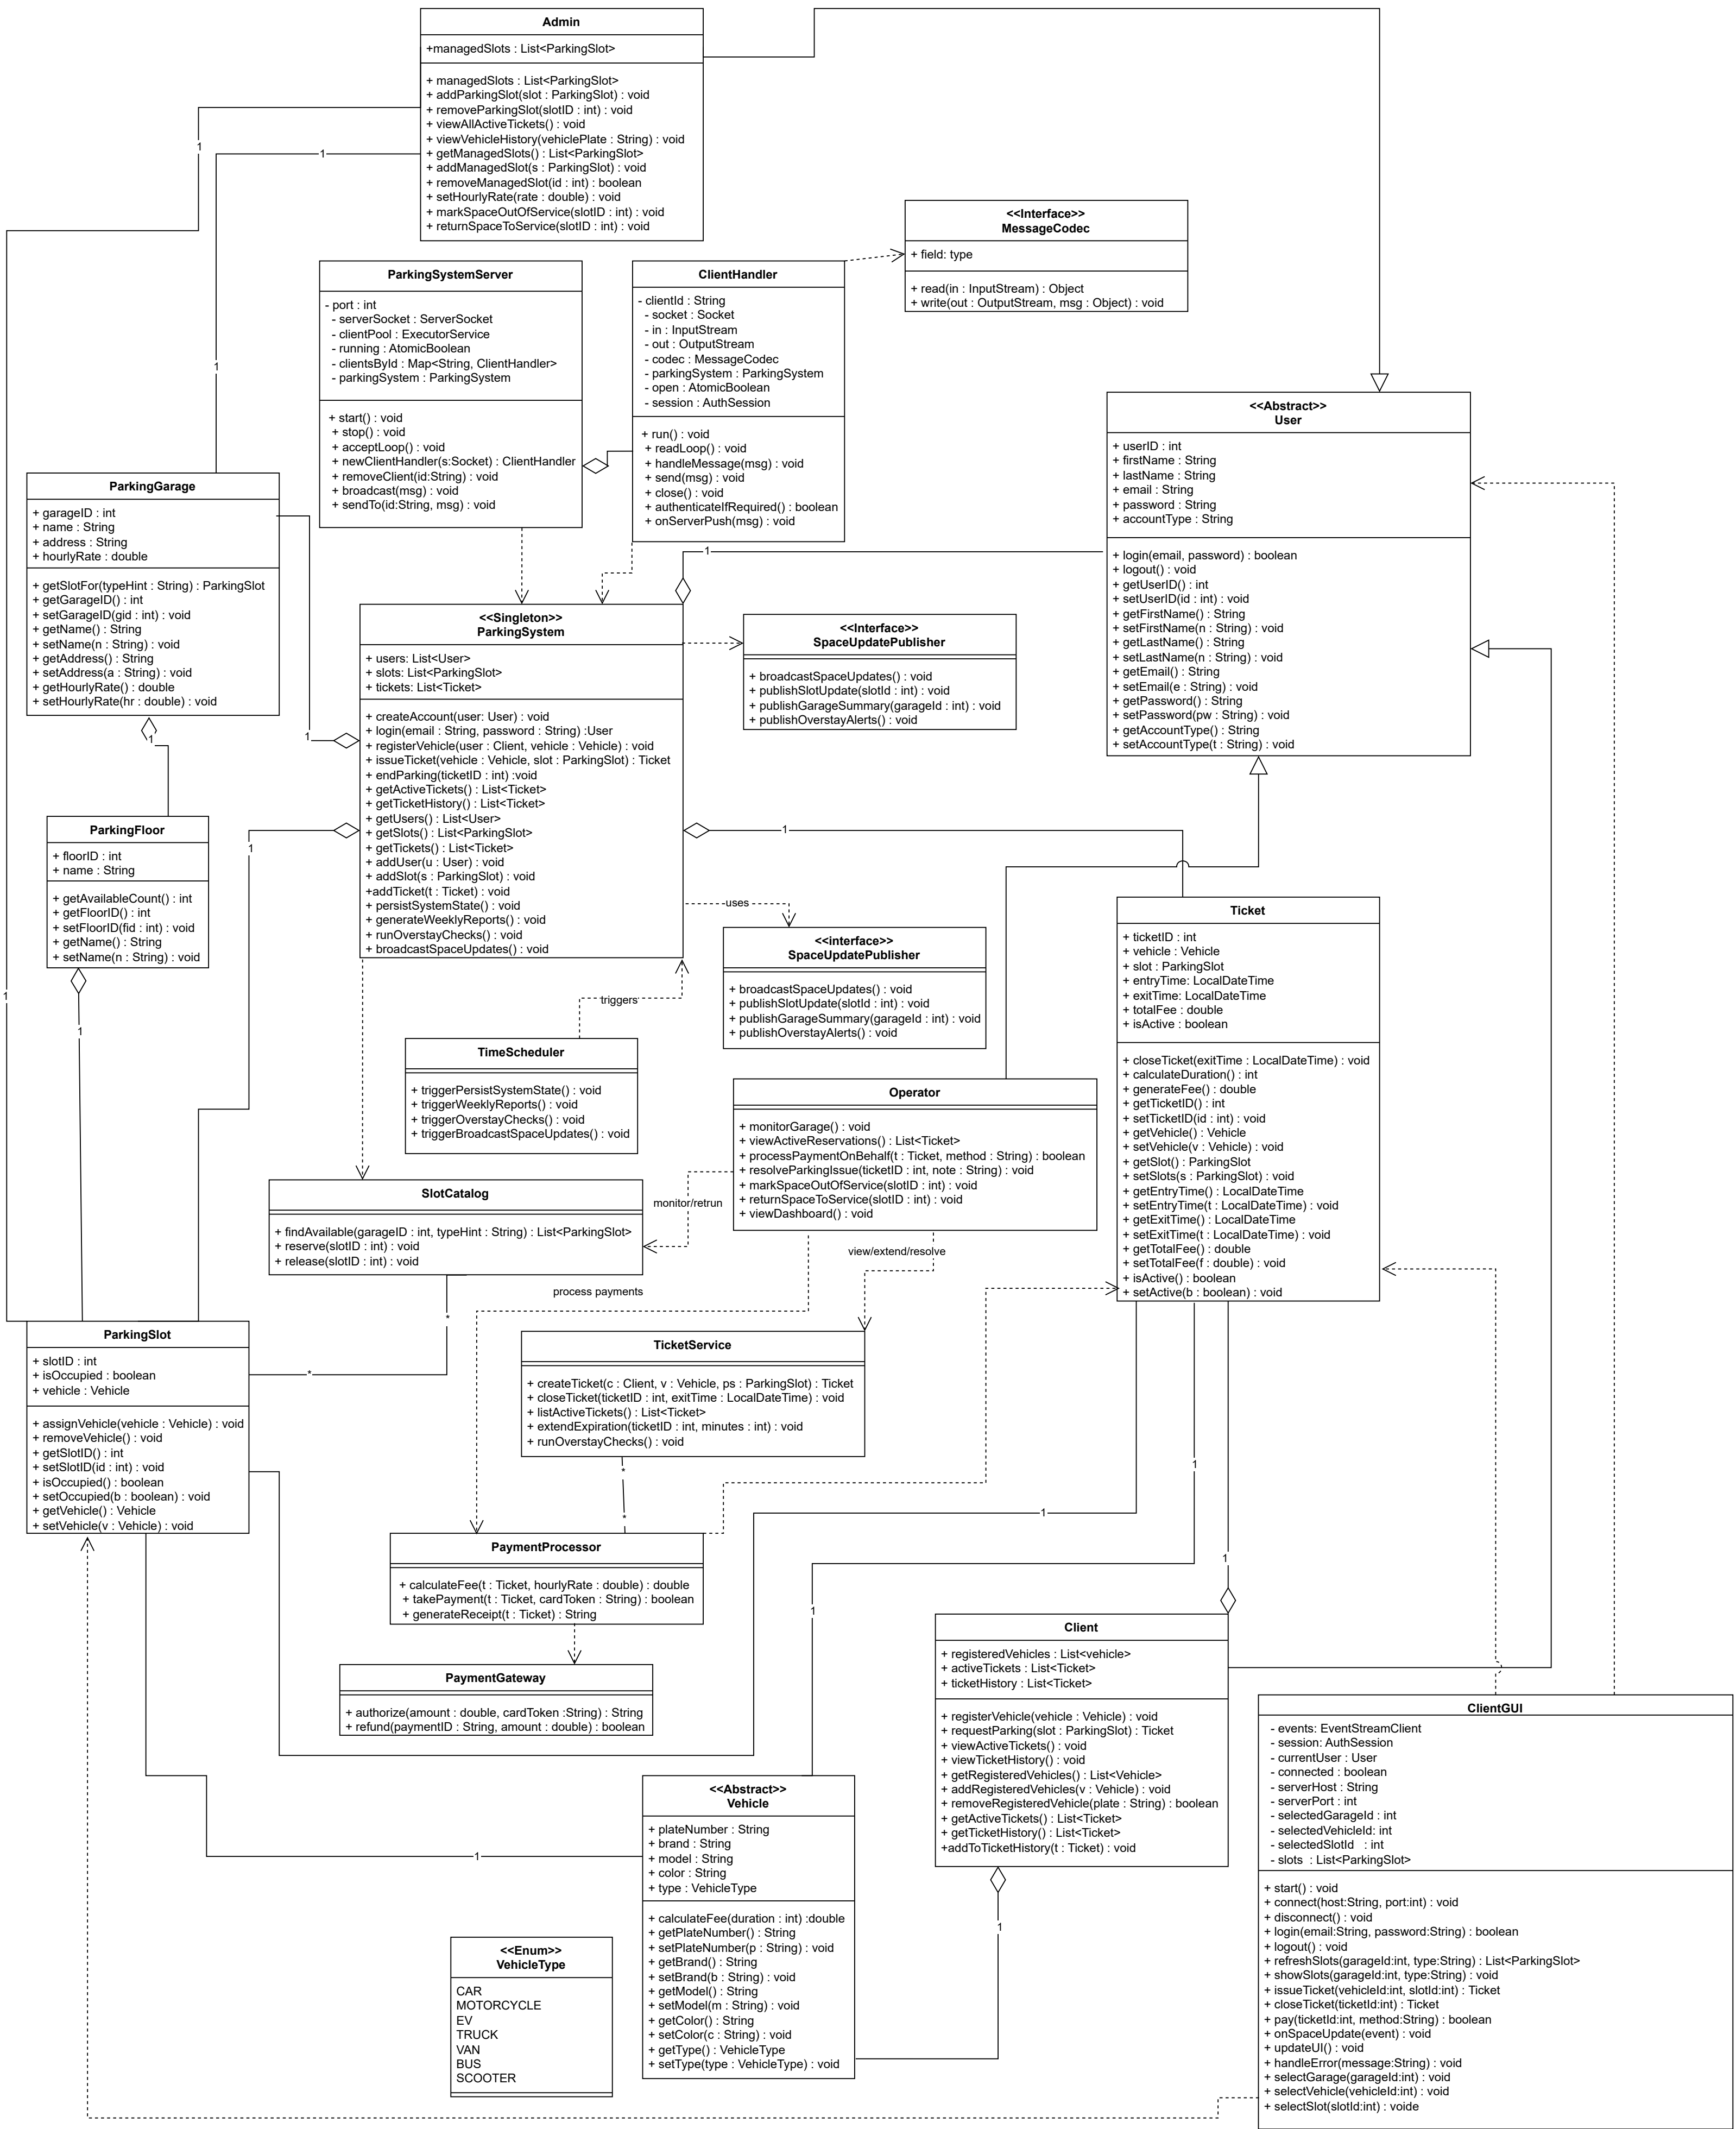 Admin
+managedSlots : List<ParkingSlot>
+ managedSlots : List<ParkingSlot>
+ addParkingSlot(slot : ParkingSlot) : void
+ removeParkingSlot(slotID : int) : void
+ viewAllActiveTickets() : void
+ viewVehicleHistory(vehiclePlate : String) : void
+ getManagedSlots() : List<ParkingSlot>
+ addManagedSlot(s : ParkingSlot) : void
+ removeManagedSlot(id : int) : boolean
+ setHourlyRate(rate : double) : void
+ markSpaceOutOfService(slotID : int) : void
+ returnSpaceToService(slotID : int) : void
1
1
1
1
<<Interface>>
MessageCodec
+ field: type
+ read(in : InputStream) : Object
+ write(out : OutputStream, msg : Object) : void
ParkingSystemServer
- port : int
- serverSocket : ServerSocket
- clientPool : ExecutorService
- running : AtomicBoolean
- clientsById : Map<String, ClientHandler>
- parkingSystem : ParkingSystem
+ start() : void
+ stop() : void
+ acceptLoop() : void
+ newClientHandler(s:Socket) : ClientHandler
+ removeClient(id:String) : void
+ broadcast(msg) : void
+ sendTo(id:String, msg) : void
ClientHandler
- clientId : String
- socket : Socket
- in : InputStream
- out : OutputStream
- codec : MessageCodec
- parkingSystem : ParkingSystem
- open : AtomicBoolean
- session : AuthSession
+ run() : void
+ readLoop() : void
+ handleMessage(msg) : void
+ send(msg) : void
+ close() : void
+ authenticateIfRequired() : boolean
+ onServerPush(msg) : void
<<Abstract>>
User
+ userID : int
+ firstName : String
+ lastName : String
+ email : String
+ password : String
+ accountType : String
+ login(email, password) : boolean
+ logout() : void
+ getUserID() : int
+ setUserID(id : int) : void
+ getFirstName() : String
+ setFirstName(n : String) : void
+ getLastName() : String
+ setLastName(n : String) : void
+ getEmail() : String
+ setEmail(e : String) : void
+ getPassword() : String
+ setPassword(pw : String) : void
+ getAccountType() : String
+ setAccountType(t : String) : void
ParkingGarage
+ garageID : int
+ name : String
+ address : String
+ hourlyRate : double
+ getSlotFor(typeHint : String) : ParkingSlot
+ getGarageID() : int
+ setGarageID(gid : int) : void
+ getName() : String
+ setName(n : String) : void
+ getAddress() : String
+ setAddress(a : String) : void
+ getHourlyRate() : double
+ setHourlyRate(hr : double) : void
1
1
1
<<Singleton>>
ParkingSystem
+ users: List<User>
+ slots: List<ParkingSlot>
+ tickets: List<Ticket>
+ createAccount(user: User) : void
+ login(email : String, password : String) :User
+ registerVehicle(user : Client, vehicle : Vehicle) : void
+ issueTicket(vehicle : Vehicle, slot : ParkingSlot) : Ticket
+ endParking(ticketID : int) :void
+ getActiveTickets() : List<Ticket>
+ getTicketHistory() : List<Ticket>
+ getUsers() : List<User>
+ getSlots() : List<ParkingSlot>
+ getTickets() : List<Ticket>
+ addUser(u : User) : void
+ addSlot(s : ParkingSlot) : void
+addTicket(t : Ticket) : void
+ persistSystemState() : void
+ generateWeeklyReports() : void
+ runOverstayChecks() : void
+ broadcastSpaceUpdates() : void
<<Interface>>
SpaceUpdatePublisher
+ broadcastSpaceUpdates() : void
+ publishSlotUpdate(slotId : int) : void
+ publishGarageSummary(garageId : int) : void
+ publishOverstayAlerts() : void
ParkingFloor
+ floorID : int
+ name : String
+ getAvailableCount() : int
+ getFloorID() : int
+ setFloorID(fid : int) : void
+ getName() : String
+ setName(n : String) : void
1
1
1
uses
<<interface>>
SpaceUpdatePublisher
+ broadcastSpaceUpdates() : void
+ publishSlotUpdate(slotId : int) : void
+ publishGarageSummary(garageId : int) : void
+ publishOverstayAlerts() : void
Ticket
+ ticketID : int
+ vehicle : Vehicle
+ slot : ParkingSlot
+ entryTime: LocalDateTime
+ exitTime: LocalDateTime
+ totalFee : double
+ isActive : boolean
+ closeTicket(exitTime : LocalDateTime) : void
+ calculateDuration() : int
+ generateFee() : double
+ getTicketID() : int
+ setTicketID(id : int) : void
+ getVehicle() : Vehicle
+ setVehicle(v : Vehicle) : void
+ getSlot() : ParkingSlot
+ setSlots(s : ParkingSlot) : void
+ getEntryTime() : LocalDateTime
+ setEntryTime(t : LocalDateTime) : void
+ getExitTime() : LocalDateTime
+ setExitTime(t : LocalDateTime) : void
+ getTotalFee() : double
+ setTotalFee(f : double) : void
+ isActive() : boolean
+ setActive(b : boolean) : void
1
triggers
TimeScheduler
+ triggerPersistSystemState() : void
+ triggerWeeklyReports() : void
+ triggerOverstayChecks() : void
+ triggerBroadcastSpaceUpdates() : void
Operator
+ monitorGarage() : void
+ viewActiveReservations() : List<Ticket>
+ processPaymentOnBehalf(t : Ticket, method : String) : boolean
+ resolveParkingIssue(ticketID : int, note : String) : void
+ markSpaceOutOfService(slotID : int) : void
+ returnSpaceToService(slotID : int) : void
+ viewDashboard() : void
SlotCatalog
+ findAvailable(garageID : int, typeHint : String) : List<ParkingSlot>
+ reserve(slotID : int) : void
+ release(slotID : int) : void
monitor/retrun
view/extend/resolve
process payments
*
*
ParkingSlot
+ slotID : int
+ isOccupied : boolean
+ vehicle : Vehicle
+ assignVehicle(vehicle : Vehicle) : void
+ removeVehicle() : void
+ getSlotID() : int
+ setSlotID(id : int) : void
+ isOccupied() : boolean
+ setOccupied(b : boolean) : void
+ getVehicle() : Vehicle
+ setVehicle(v : Vehicle) : void
TicketService
+ createTicket(c : Client, v : Vehicle, ps : ParkingSlot) : Ticket
+ closeTicket(ticketID : int, exitTime : LocalDateTime) : void
+ listActiveTickets() : List<Ticket>
+ extendExpiration(ticketID : int, minutes : int) : void
+ runOverstayChecks() : void
*
*
1
1
1
1
PaymentProcessor
+ calculateFee(t : Ticket, hourlyRate : double) : double
+ takePayment(t : Ticket, cardToken : String) : boolean
+ generateReceipt(t : Ticket) : String
PaymentGateway
+ authorize(amount : double, cardToken :String) : String
+ refund(paymentID : String, amount : double) : boolean
Client
+ registeredVehicles : List<vehicle>
+ activeTickets : List<Ticket>
+ ticketHistory : List<Ticket>
+ registerVehicle(vehicle : Vehicle) : void
+ requestParking(slot : ParkingSlot) : Ticket
+ viewActiveTickets() : void
+ viewTicketHistory() : void
+ getRegisteredVehicles() : List<Vehicle>
+ addRegisteredVehicles(v : Vehicle) : void
+ removeRegisteredVehicle(plate : String) : boolean
+ getActiveTickets() : List<Ticket>
+ getTicketHistory() : List<Ticket>
+addToTicketHistory(t : Ticket) : void
ClientGUI
- events: EventStreamClient
- session: AuthSession
- currentUser : User
- connected : boolean
- serverHost : String
- serverPort : int
- selectedGarageId : int
- selectedVehicleId: int
- selectedSlotId : int
- slots : List<ParkingSlot>
+ start() : void
+ connect(host:String, port:int) : void
+ disconnect() : void
+ login(email:String, password:String) : boolean
+ logout() : void
+ refreshSlots(garageId:int, type:String) : List<ParkingSlot>
+ showSlots(garageId:int, type:String) : void
+ issueTicket(vehicleId:int, slotId:int) : Ticket
+ closeTicket(ticketId:int) : Ticket
+ pay(ticketId:int, method:String) : boolean
+ onSpaceUpdate(event) : void
+ updateUI() : void
+ handleError(message:String) : void
+ selectGarage(garageId:int) : void
+ selectVehicle(vehicleId:int) : void
+ selectSlot(slotId:int) : voide
<<Abstract>>
Vehicle
+ plateNumber : String
+ brand : String
+ model : String
+ color : String
+ type : VehicleType
+ calculateFee(duration : int) :double
+ getPlateNumber() : String
+ setPlateNumber(p : String) : void
+ getBrand() : String
+ setBrand(b : String) : void
+ getModel() : String
+ setModel(m : String) : void
+ getColor() : String
+ setColor(c : String) : void
+ getType() : VehicleType
+ setType(type : VehicleType) : void
1
1
<<Enum>>
VehicleType
CAR
MOTORCYCLE
EV
TRUCK
VAN
BUS
SCOOTER